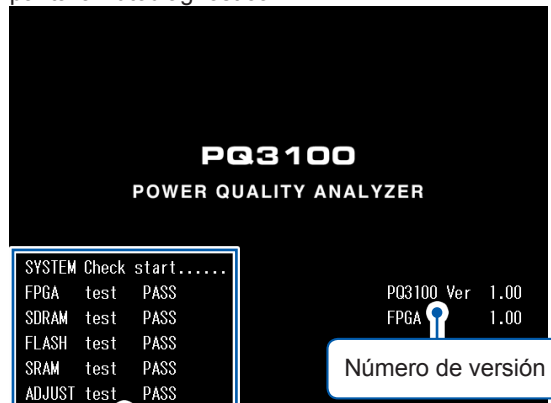 PQ3100
POWER QUALITY ANALYZER
SYSTEM Check start......
FPGA test PASS
SDRAM test PASS
FLASH test PASS
SRAM test PASS
ADJUST test PASS
PQ3100 Ver 1.00
FPGA 1.00
Número de versión